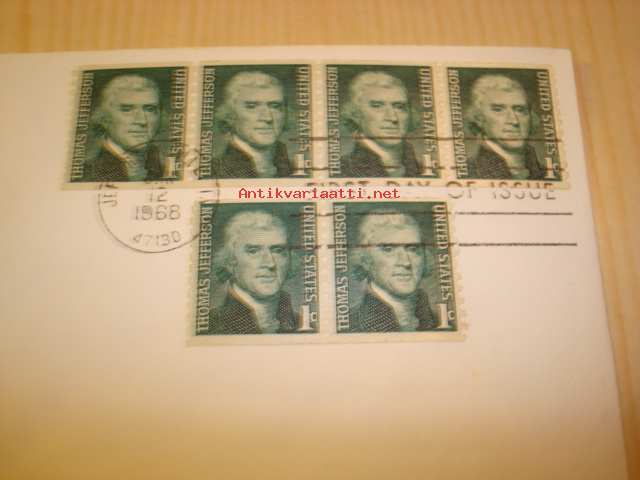 THOMAS JEFFERSON UNITED STATES 1c
THOMAS JEFFERSON UNITED STATES 1c
THOMAS JEFFERSON UNITED STATES 1c
THOMAS JEFFERSON UNITED STATES 1c
12
1968
47130
FIRST DAY OF ISSUE
Antikvariaatti.net
THOMAS JEFFERSON UNITED STATES 1c
THOMAS JEFFERSON UNITED STATES 1c